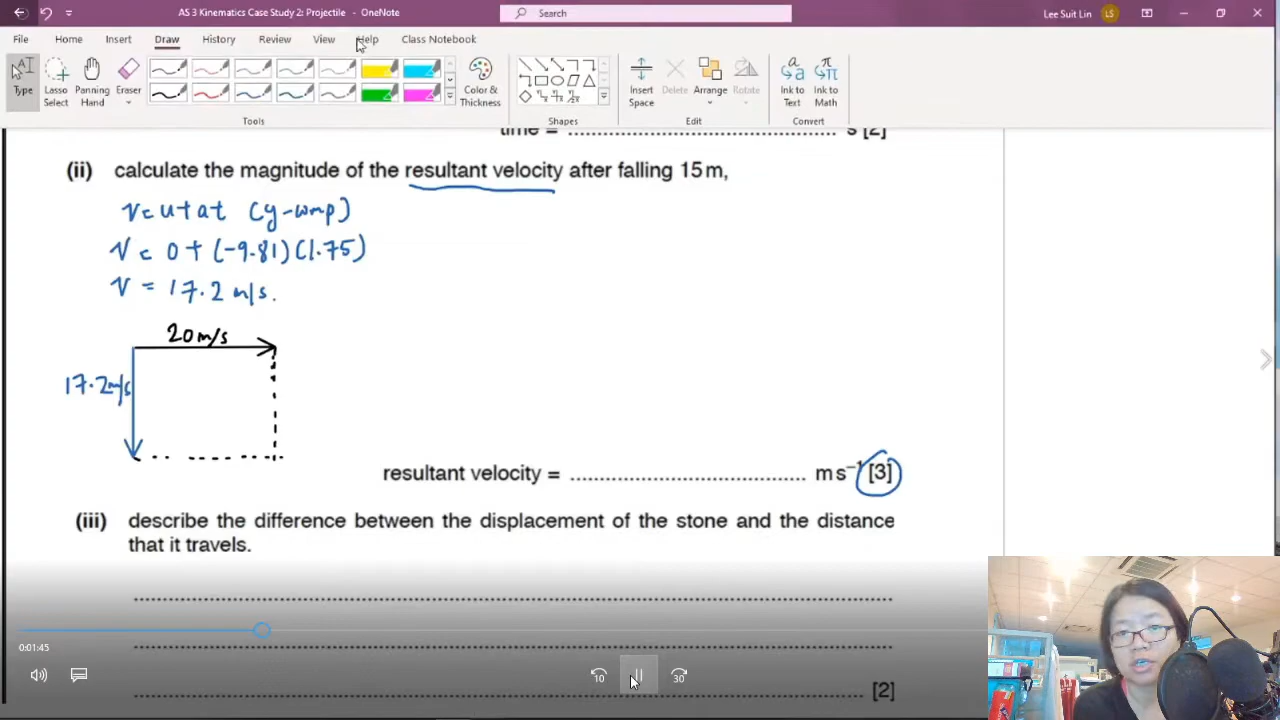 AS 3 Kinematics Case Study 2: Projectile - OneNote
Search
Lee Suit Lin
LS
File
Home
Insert
Draw
History
Review
View
Help
Class Notebook
Type
Lasso Select
Panning Hand
Eraser
Color & Thickness
Insert Space
Delete
Arrange
Rotate
Ink to Text
Ink to Math
Tools
Shapes
Edit
Convert
time = ............................................. s [2]
(ii) calculate the magnitude of the resultant velocity after falling 15 m,
v = u + at (y-comp)
v = 0 + (-9.81)(1.75)
v = 17.2 m/s.
20 m/s
17.2 m/s
resultant velocity = ........................................ m s⁻¹ [3]
(iii) describe the difference between the displacement of the stone and the distance
that it travels.
..........................................................................................
..........................................................................................
.......................................................................................... [2]
0:01:45
10
30